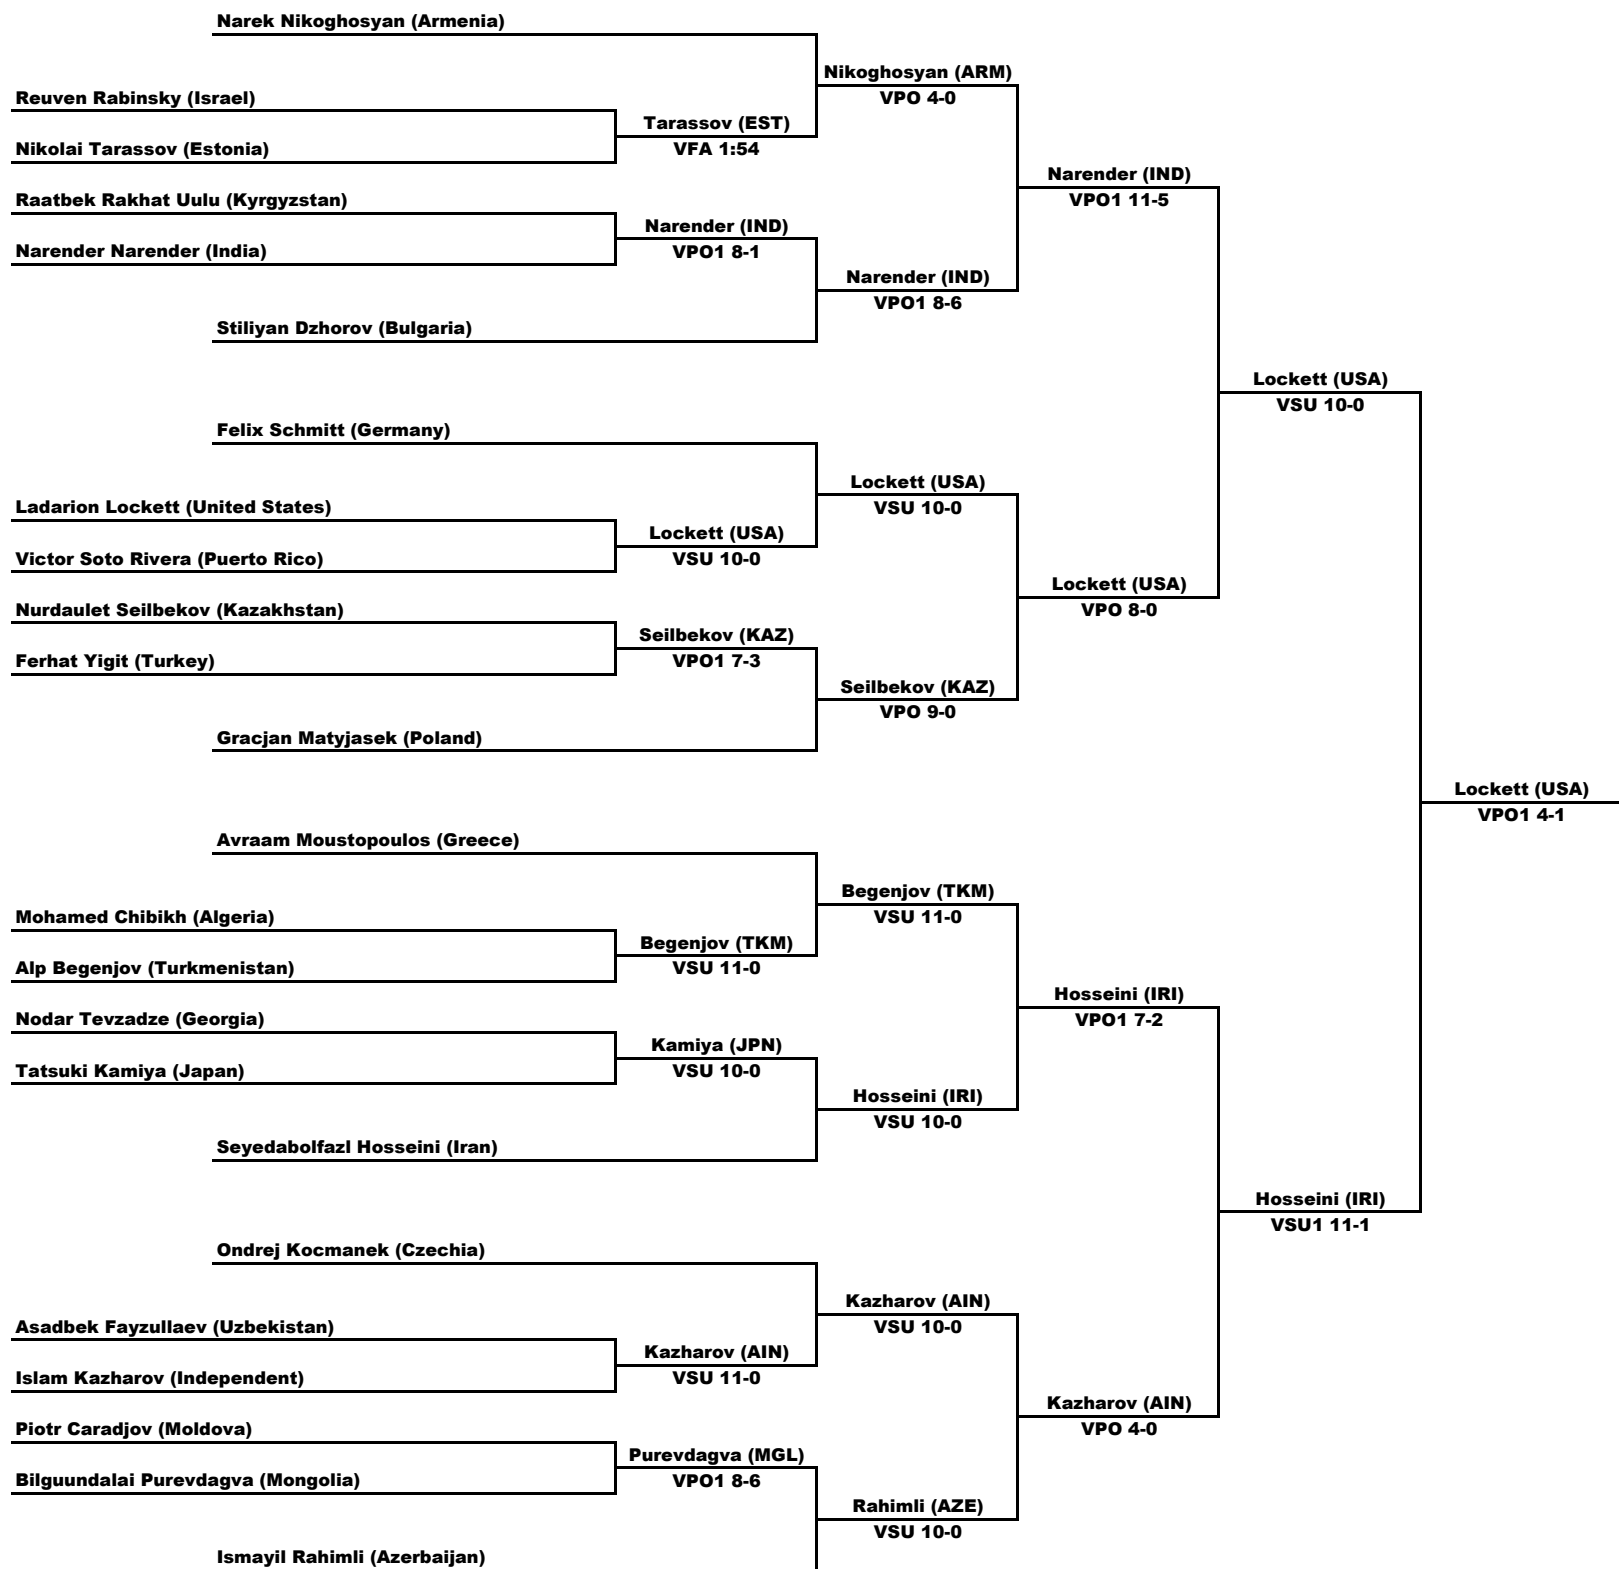 Narek Nikoghosyan (Armenia)
Nikoghosyan (ARM)
VPO 4-0
Reuven Rabinsky (Israel)
Tarassov (EST)
VFA 1:54
Nikolai Tarassov (Estonia)
Narender (IND)
VPO1 11-5
Raatbek Rakhat Uulu (Kyrgyzstan)
Narender (IND)
VPO1 8-1
Narender Narender (India)
Narender (IND)
VPO1 8-6
Stiliyan Dzhorov (Bulgaria)
Lockett (USA)
VSU 10-0
Felix Schmitt (Germany)
Lockett (USA)
VSU 10-0
Ladarion Lockett (United States)
Lockett (USA)
VSU 10-0
Victor Soto Rivera (Puerto Rico)
Lockett (USA)
VPO 8-0
Nurdaulet Seilbekov (Kazakhstan)
Seilbekov (KAZ)
VPO1 7-3
Ferhat Yigit (Turkey)
Seilbekov (KAZ)
VPO 9-0
Gracjan Matyjasek (Poland)
Lockett (USA)
VPO1 4-1
Avraam Moustopoulos (Greece)
Begenjov (TKM)
VSU 11-0
Mohamed Chibikh (Algeria)
Begenjov (TKM)
VSU 11-0
Alp Begenjov (Turkmenistan)
Hosseini (IRI)
VPO1 7-2
Nodar Tevzadze (Georgia)
Kamiya (JPN)
VSU 10-0
Tatsuki Kamiya (Japan)
Hosseini (IRI)
VSU 10-0
Seyedabolfazl Hosseini (Iran)
Hosseini (IRI)
VSU1 11-1
Ondrej Kocmanek (Czechia)
Kazharov (AIN)
VSU 10-0
Asadbek Fayzullaev (Uzbekistan)
Kazharov (AIN)
VSU 11-0
Islam Kazharov (Independent)
Kazharov (AIN)
VPO 4-0
Piotr Caradjov (Moldova)
Purevdagva (MGL)
VPO1 8-6
Bilguundalai Purevdagva (Mongolia)
Rahimli (AZE)
VSU 10-0
Ismayil Rahimli (Azerbaijan)